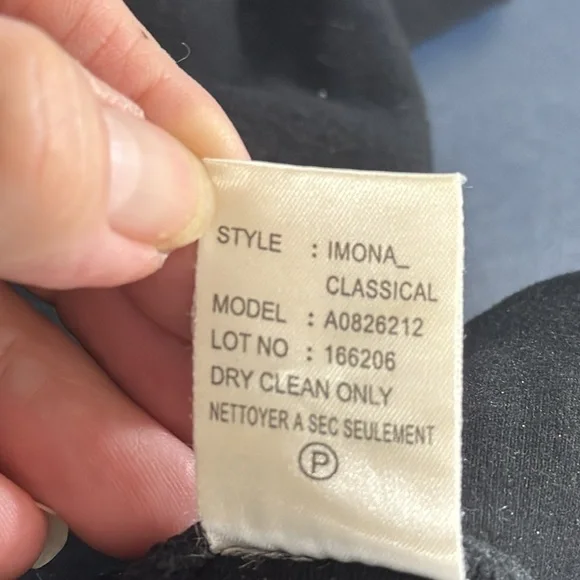 STYLE : IMONA_
CLASSICAL
MODEL : A0826212
LOT NO : 166206
DRY CLEAN ONLY
NETTOYER A SEC SEULEMENT
P